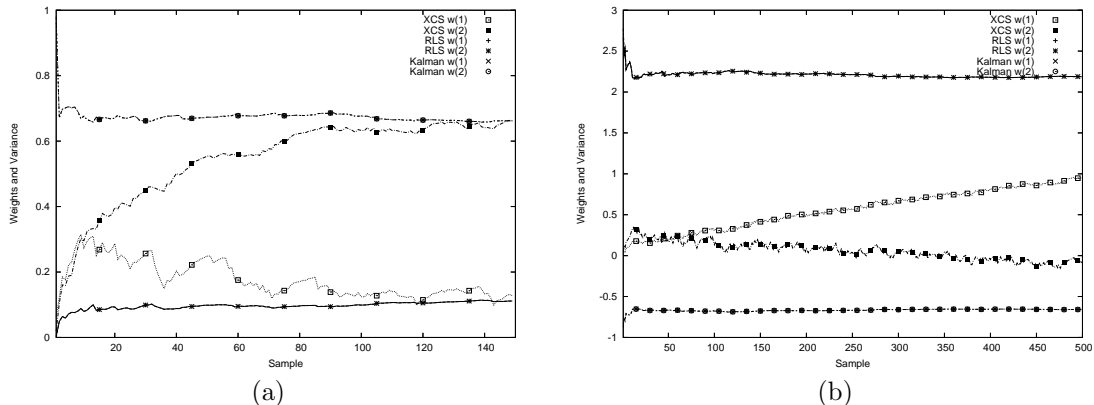 1
0.8
0.6
0.4
0.2
0
Weights and Variance
XCS w(1)
XCS w(2)
RLS w(1)
RLS w(2)
Kalman w(1)
Kalman w(2)
20
40
60
80
100
120
140
Sample
(a)
3
2.5
2
1.5
1
0.5
0
-0.5
-1
Weights and Variance
XCS w(1)
XCS w(2)
RLS w(1)
RLS w(2)
Kalman w(1)
Kalman w(2)
50
100
150
200
250
300
350
400
450
500
Sample
(b)